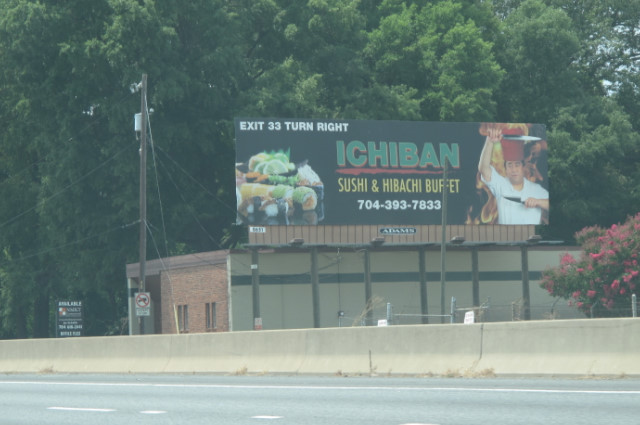 EXIT 33 TURN RIGHT
ICHIBAN
SUSHI & HIBACHI BUFFET
704-393-7833
ADAMS
AVAILABLE